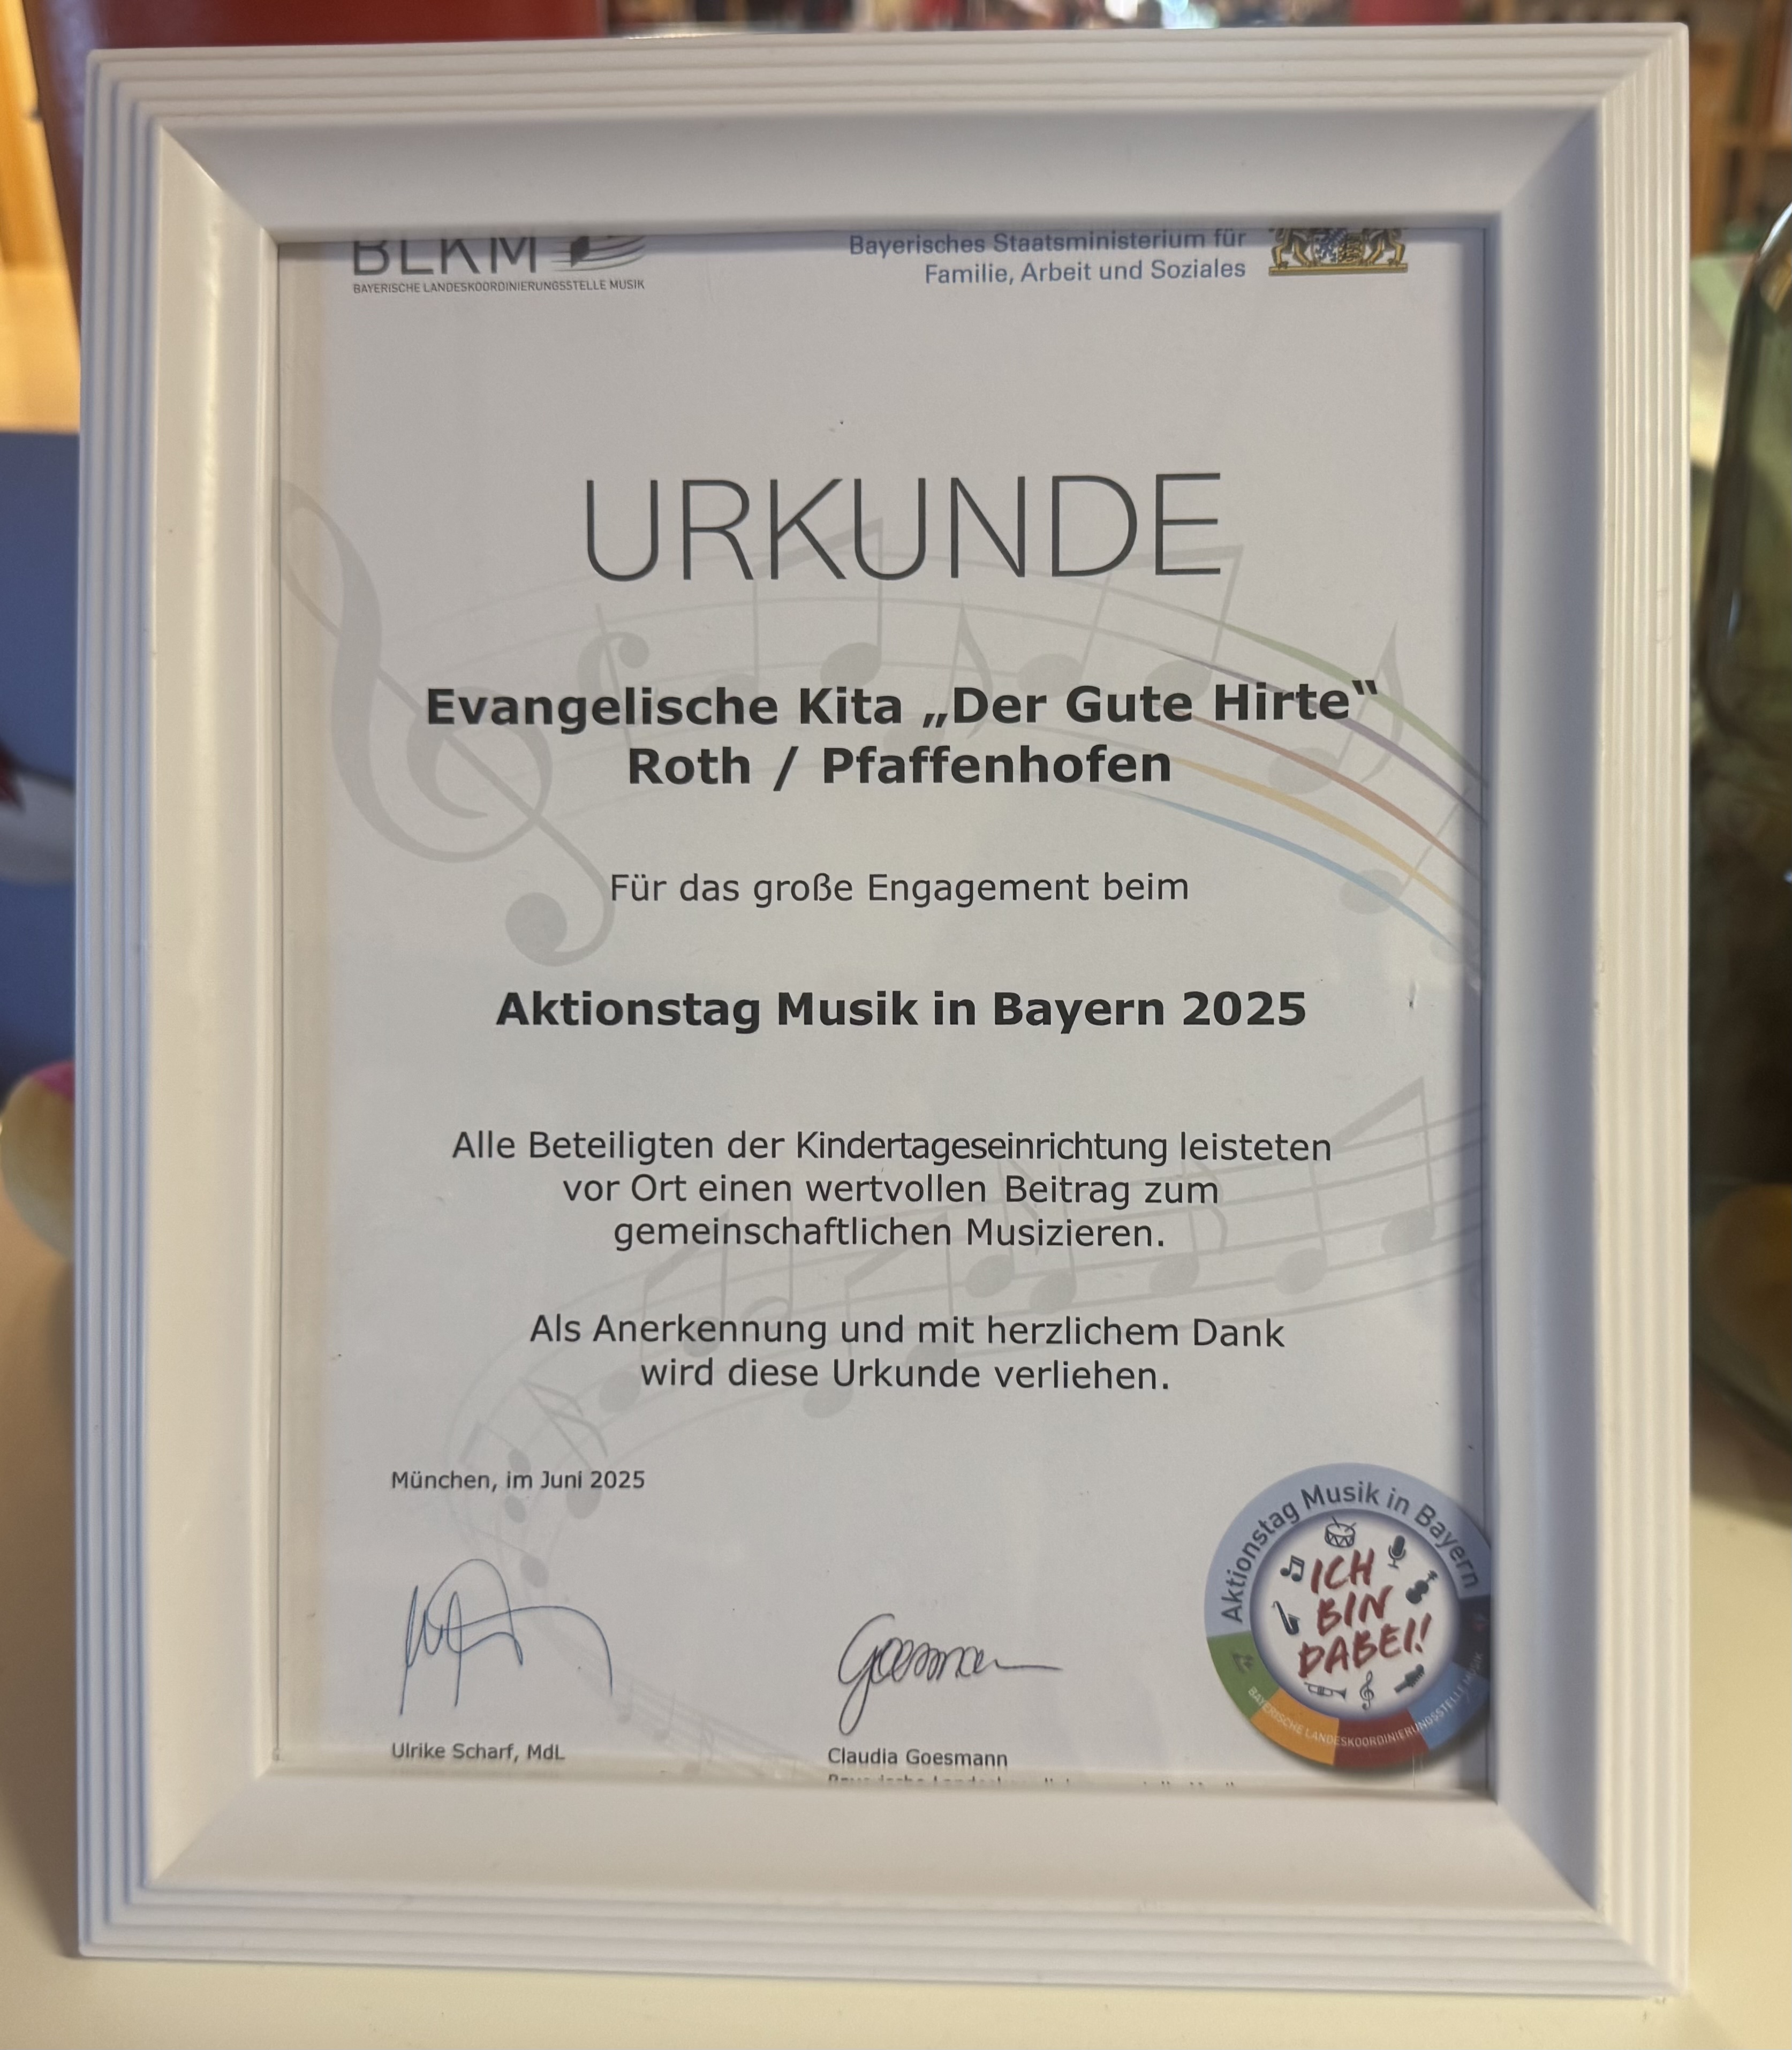 BLKM
BAYERISCHE LANDESKOORDINIERUNGSSTELLE MUSIK
Bayerisches Staatsministerium für
Familie, Arbeit und Soziales
URKUNDE
Evangelische Kita „Der Gute Hirte“
Roth / Pfaffenhofen
Für das große Engagement beim
Aktionstag Musik in Bayern 2025
Alle Beteiligten der Kindertageseinrichtung leisteten
vor Ort einen wertvollen Beitrag zum
gemeinschaftlichen Musizieren.
Als Anerkennung und mit herzlichem Dank
wird diese Urkunde verliehen.
München, im Juni 2025
Goesmann
Ulrike Scharf, MdL
Claudia Goesmann
Aktionstag Musik in Bayern
ICH
BIN
DABEI!
BAYERISCHE LANDESKOORDINIERUNGSSTELLE MUSIK